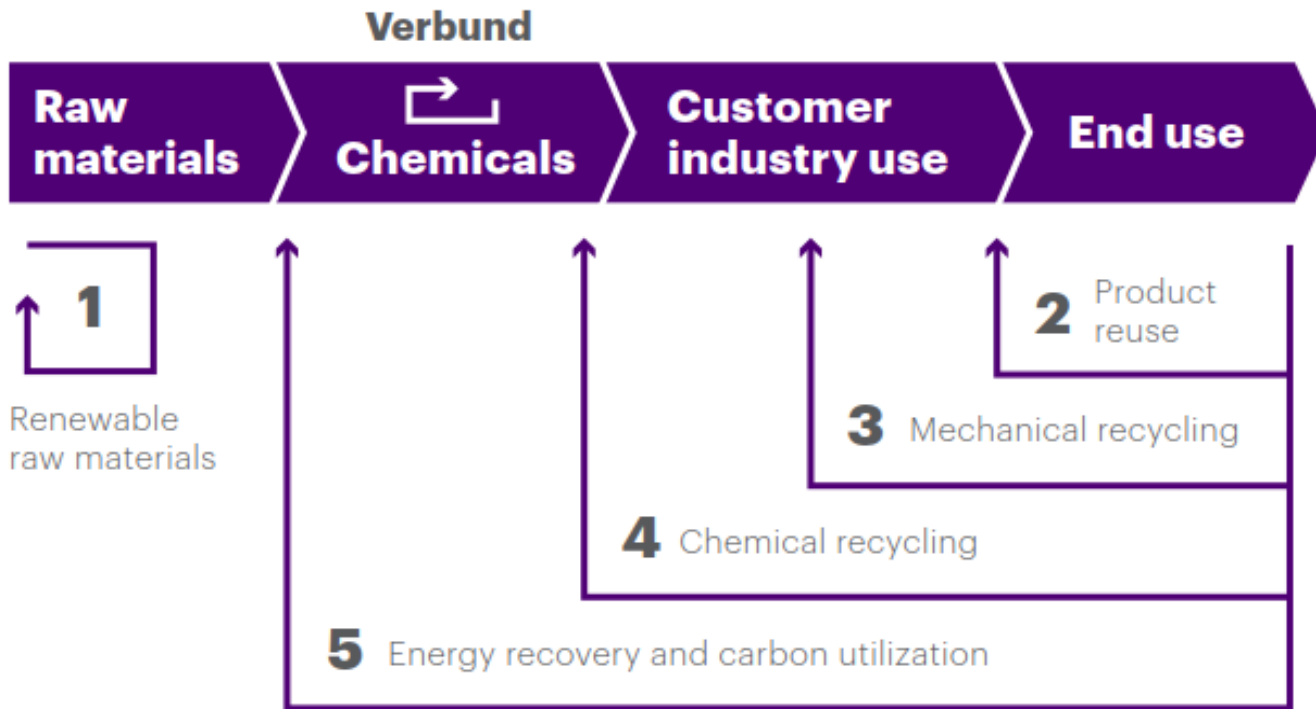 Verbund
Raw
materials
Chemicals
Customer
industry use
End use
1
Renewable
raw materials
2 Product
reuse
3 Mechanical recycling
4 Chemical recycling
5 Energy recovery and carbon utilization